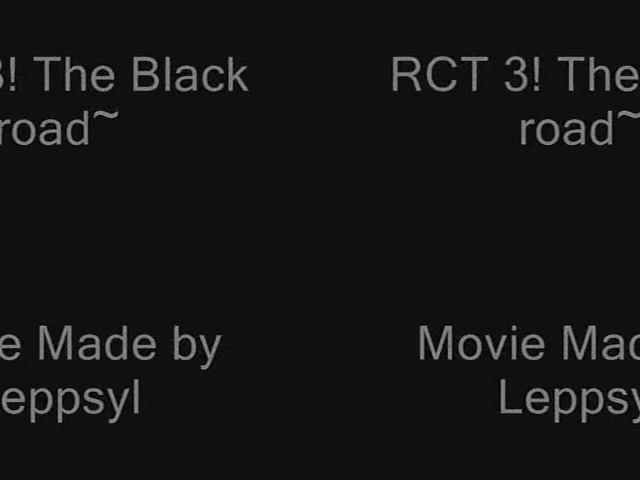 3! The Black
road~
RCT 3! The
road~
e Made by
eppsyl
Movie Mad
Leppsy